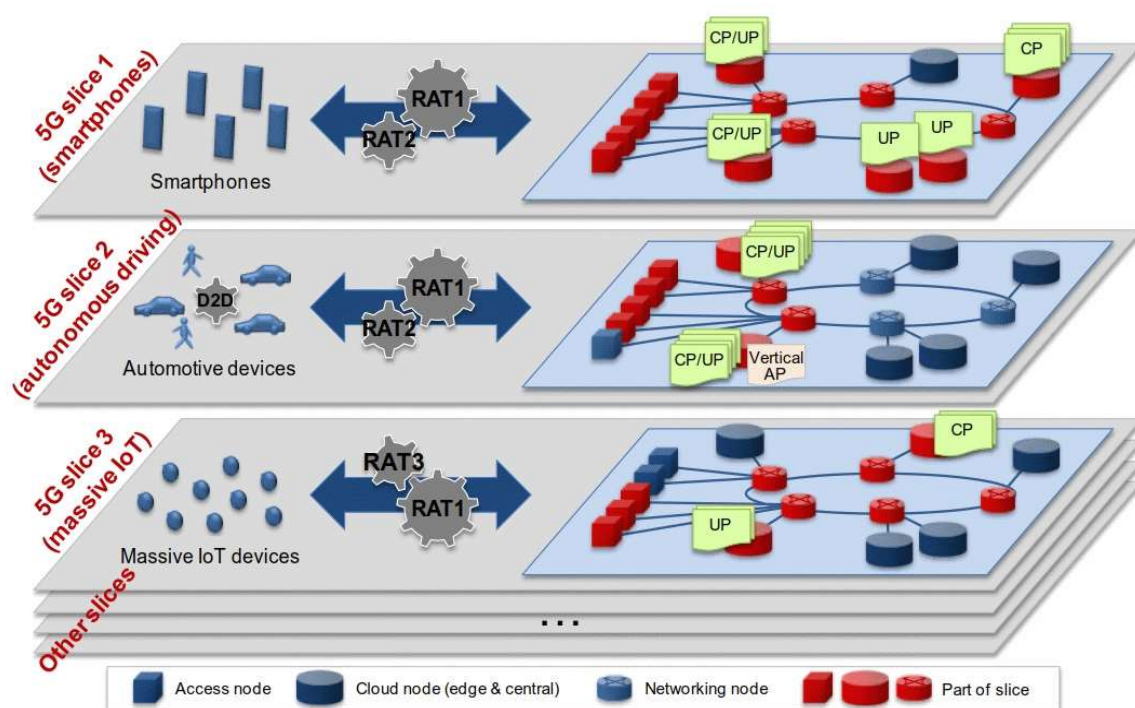 5G slice 1
(smartphones)
Smartphones
RAT1
RAT2
CP/UP
CP
CP/UP
UP
UP
5G slice 2
(autonomous driving)
D2D
Automotive devices
RAT1
RAT2
CP/UP
CP/UP
Vertical
AP
5G slice 3
(massive IoT)
Massive IoT devices
RAT3
RAT1
CP
UP
Other slices
...
Access node
Cloud node (edge & central)
Networking node
Part of slice